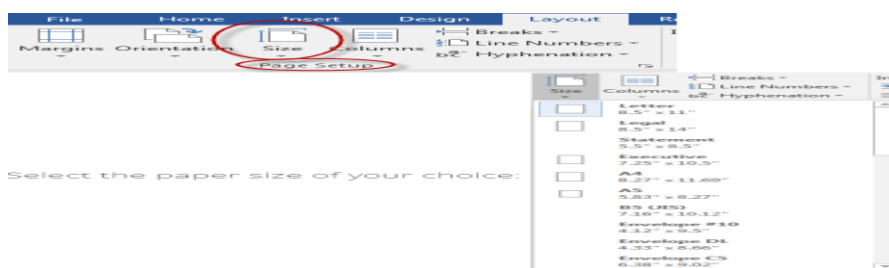 File Home Insert Design Layout R
Margins Orientation Size Columns Breaks
Line Numbers
bc Hyphenation
Page Setup
Size Columns Breaks In
Line Numbers
bc Hyphenation
Letter
8.5" x 11"
Legal
8.5" x 14"
Statement
5.5" x 8.5"
Executive
7.25" x 10.5"
A4
8.27" x 11.69"
A5
5.83" x 8.27"
B5 (JIS)
7.16" x 10.12"
Envelope #10
4.12" x 9.5"
Envelope DL
4.33" x 8.66"
Envelope C5
6.38" x 9.02"
Select the paper size of your choice: